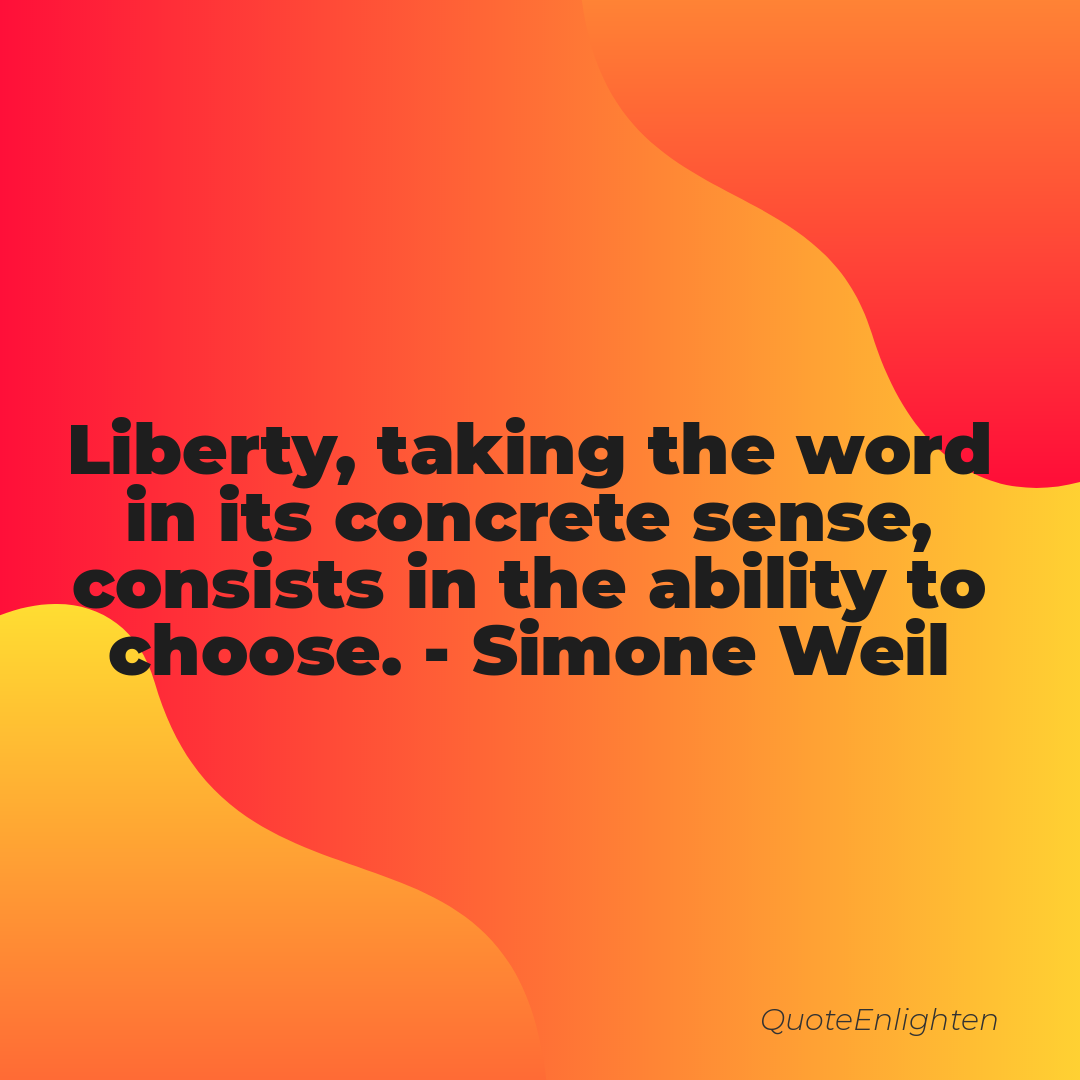 Liberty, taking the word
in its concrete sense,
consists in the ability to
choose. - Simone Weil
QuoteEnlighten